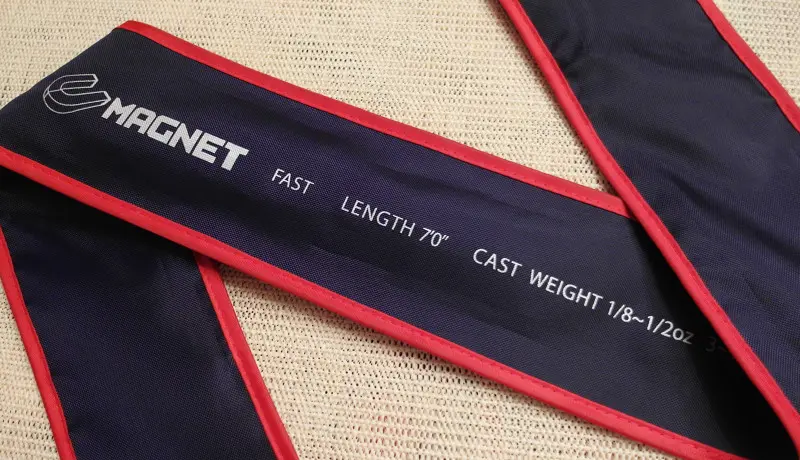 MAGNET FAST LENGTH 7'0" CAST WEIGHT 1/8~1/2oz